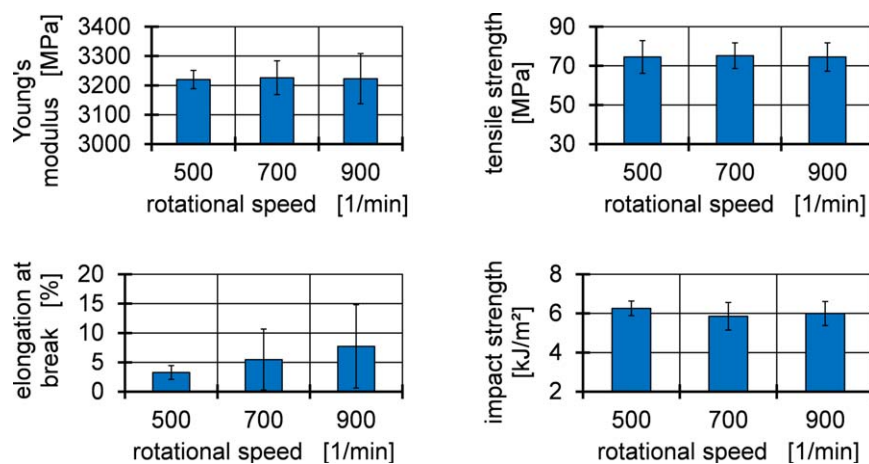 Young's
modulus [MPa]
3400
3300
3200
3100
3000
500 700 900
rotational speed [1/min]
tensile strength
[MPa]
90
70
50
30
500 700 900
rotational speed [1/min]
elongation at
break [%]
20
15
10
5
0
500 700 900
rotational speed [1/min]
impact strength
[kJ/m²]
8
6
4
2
500 700 900
rotational speed [1/min]